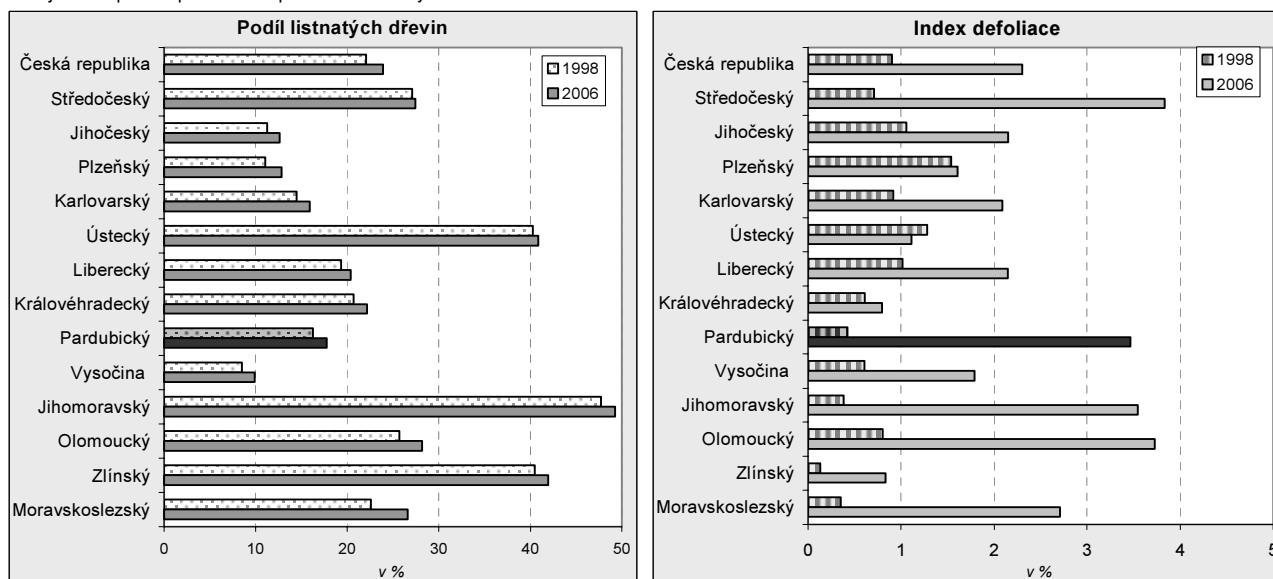 Podíl listnatých dřevin
Česká republika
Středočeský
Jihočeský
Plzeňský
Karlovarský
Ústecký
Liberecký
Královéhradecký
Pardubický
Vysočina
Jihomoravský
Olomoucký
Zlínský
Moravskoslezský
1998
2006
0 10 20 30 40 50
v %
Index defoliace
Česká republika
Středočeský
Jihočeský
Plzeňský
Karlovarský
Ústecký
Liberecký
Královéhradecký
Pardubický
Vysočina
Jihomoravský
Olomoucký
Zlínský
Moravskoslezský
1998
2006
0 1 2 3 4 5
v %